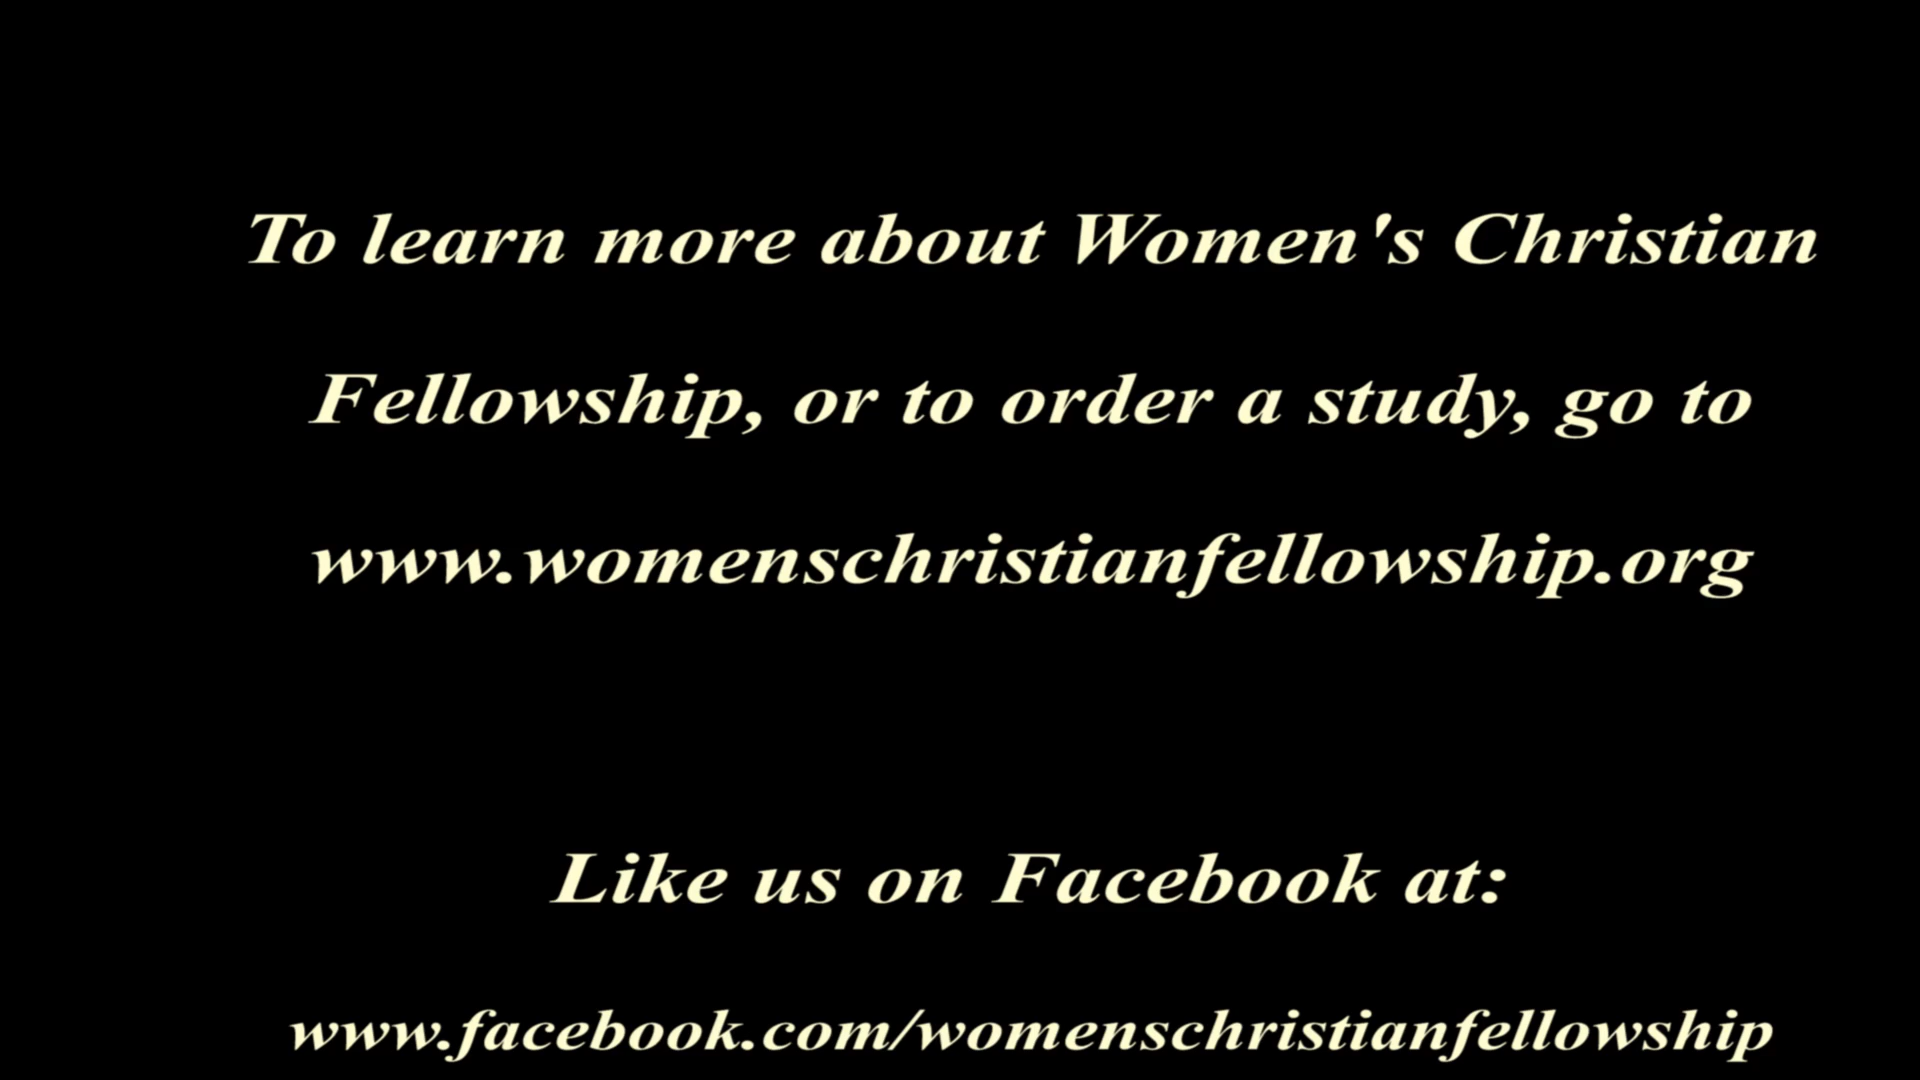 To learn more about Women's Christian
Fellowship, or to order a study, go to
www.womenschristianfellowship.org
Like us on Facebook at:
www.facebook.com/womenschristianfellowship